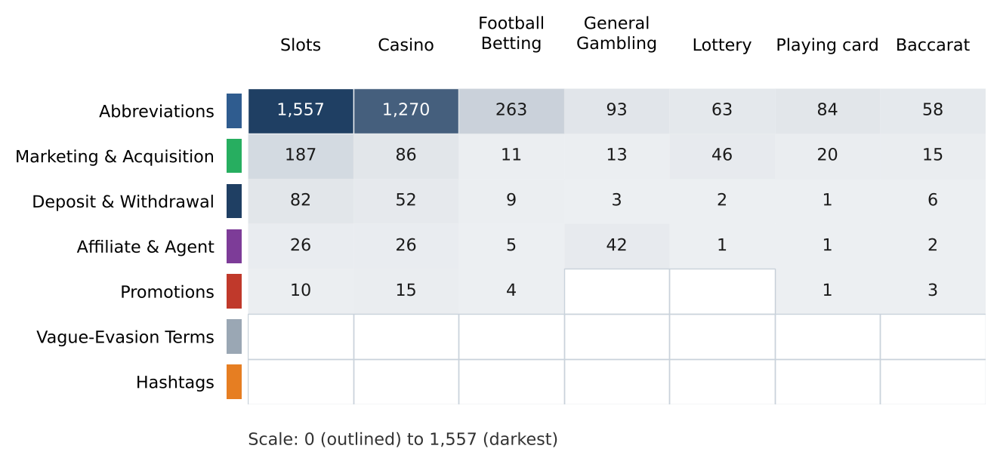 Slots Casino Football Betting General Gambling Lottery Playing card Baccarat
Abbreviations 1,557 1,270 263 93 63 84 58
Marketing & Acquisition 187 86 11 13 46 20 15
Deposit & Withdrawal 82 52 9 3 2 1 6
Affiliate & Agent 26 26 5 42 1 1 2
Promotions 10 15 4 1 3
Vague-Evasion Terms
Hashtags
Scale: 0 (outlined) to 1,557 (darkest)